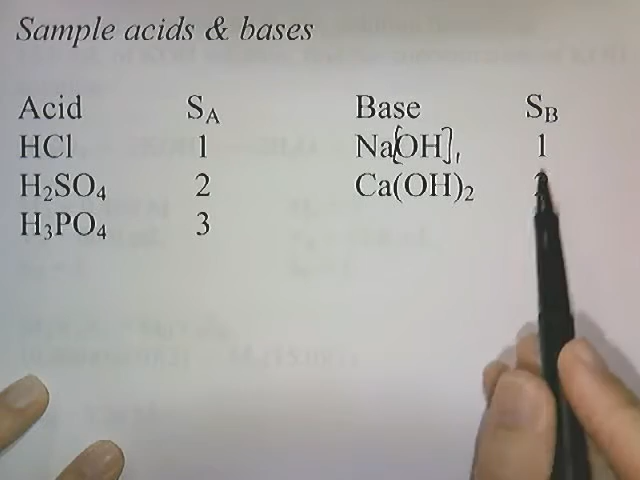 Sample acids & bases
Acid S_A Base S_B
HCl 1 Na[OH]₁ 1
H₂SO₄ 2 Ca(OH)₂
H₃PO₄ 3